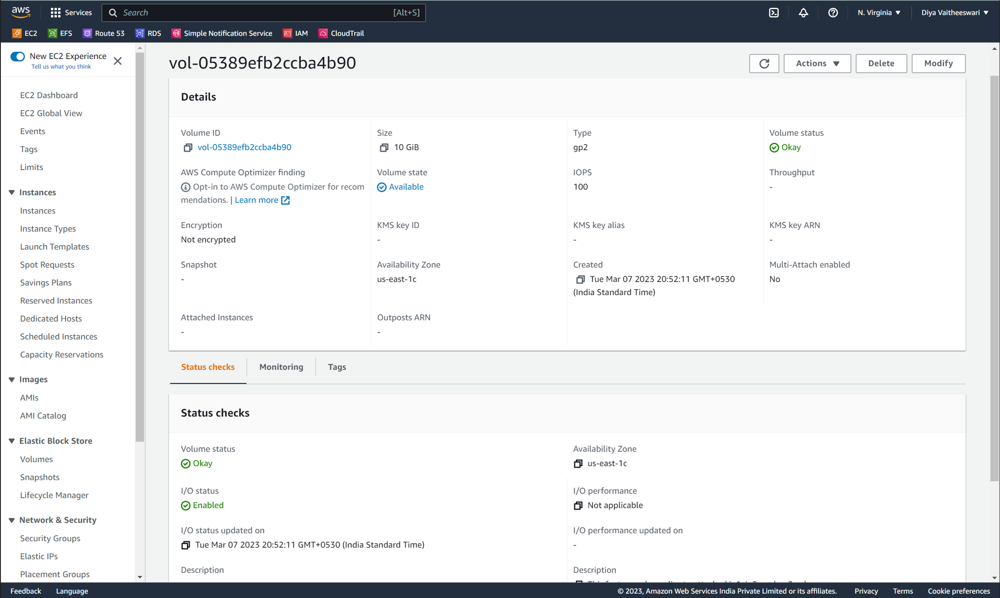 aws
Services
Search
[Alt+S]
N. Virginia
Diya Vaitheeswari
EC2
EFS
Route 53
RDS
Simple Notification Service
IAM
CloudTrail
New EC2 Experience
Tell us what you think
EC2 Dashboard
EC2 Global View
Events
Tags
Limits
Instances
Instances
Instance Types
Launch Templates
Spot Requests
Savings Plans
Reserved Instances
Dedicated Hosts
Scheduled Instances
Capacity Reservations
Images
AMIs
AMI Catalog
Elastic Block Store
Volumes
Snapshots
Lifecycle Manager
Network & Security
Security Groups
Elastic IPs
Placement Groups
vol-05389efb2ccba4b90
Actions
Delete
Modify
Details
Volume ID
vol-05389efb2ccba4b90
Size
10 GiB
Type
gp2
Volume status
Okay
AWS Compute Optimizer finding
Opt-in to AWS Compute Optimizer for recom
mendations. | Learn more
Volume state
Available
IOPS
100
Throughput
-
Encryption
Not encrypted
KMS key ID
-
KMS key alias
-
KMS key ARN
-
Snapshot
-
Availability Zone
us-east-1c
Created
Tue Mar 07 2023 20:52:11 GMT+0530
(India Standard Time)
Multi-Attach enabled
No
Attached Instances
-
Outposts ARN
-
Status checks
Monitoring
Tags
Status checks
Volume status
Okay
Availability Zone
us-east-1c
I/O status
Enabled
I/O performance
Not applicable
I/O status updated on
Tue Mar 07 2023 20:52:11 GMT+0530 (India Standard Time)
I/O performance updated on
-
Description
Description
Feedback
Language
© 2023, Amazon Web Services India Private Limited or its affiliates.
Privacy
Terms
Cookie preferences